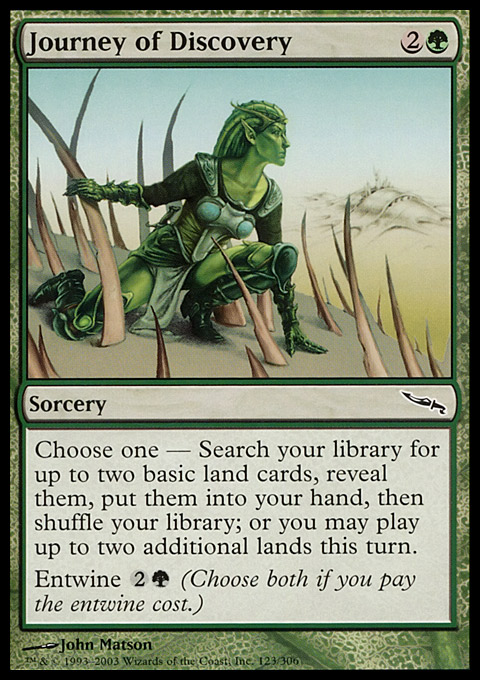 Journey of Discovery 2
Sorcery
Choose one — Search your library for
up to two basic land cards, reveal
them, put them into your hand, then
shuffle your library; or you may play
up to two additional lands this turn.
Entwine 2 (Choose both if you pay
the entwine cost.)
John Matson
™ & © 1993–2003 Wizards of the Coast, Inc. 123/306